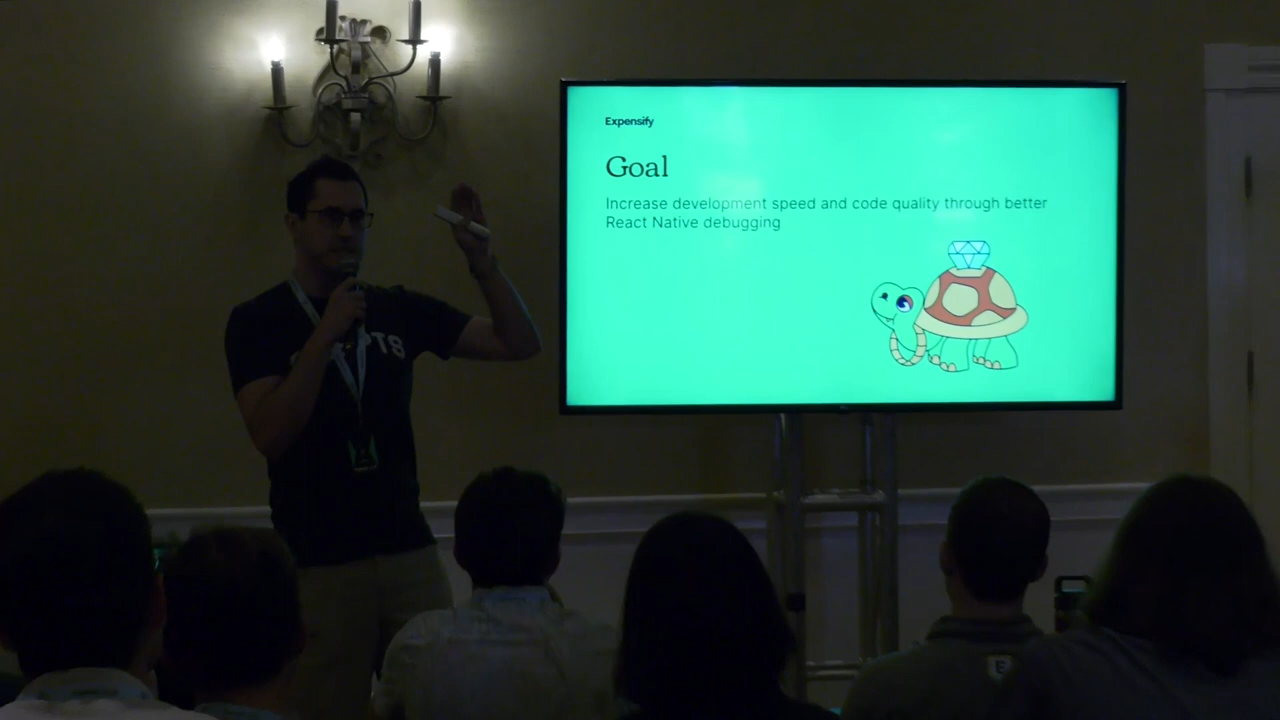 Expensify
Goal
Increase development speed and code quality through better
React Native debugging
E